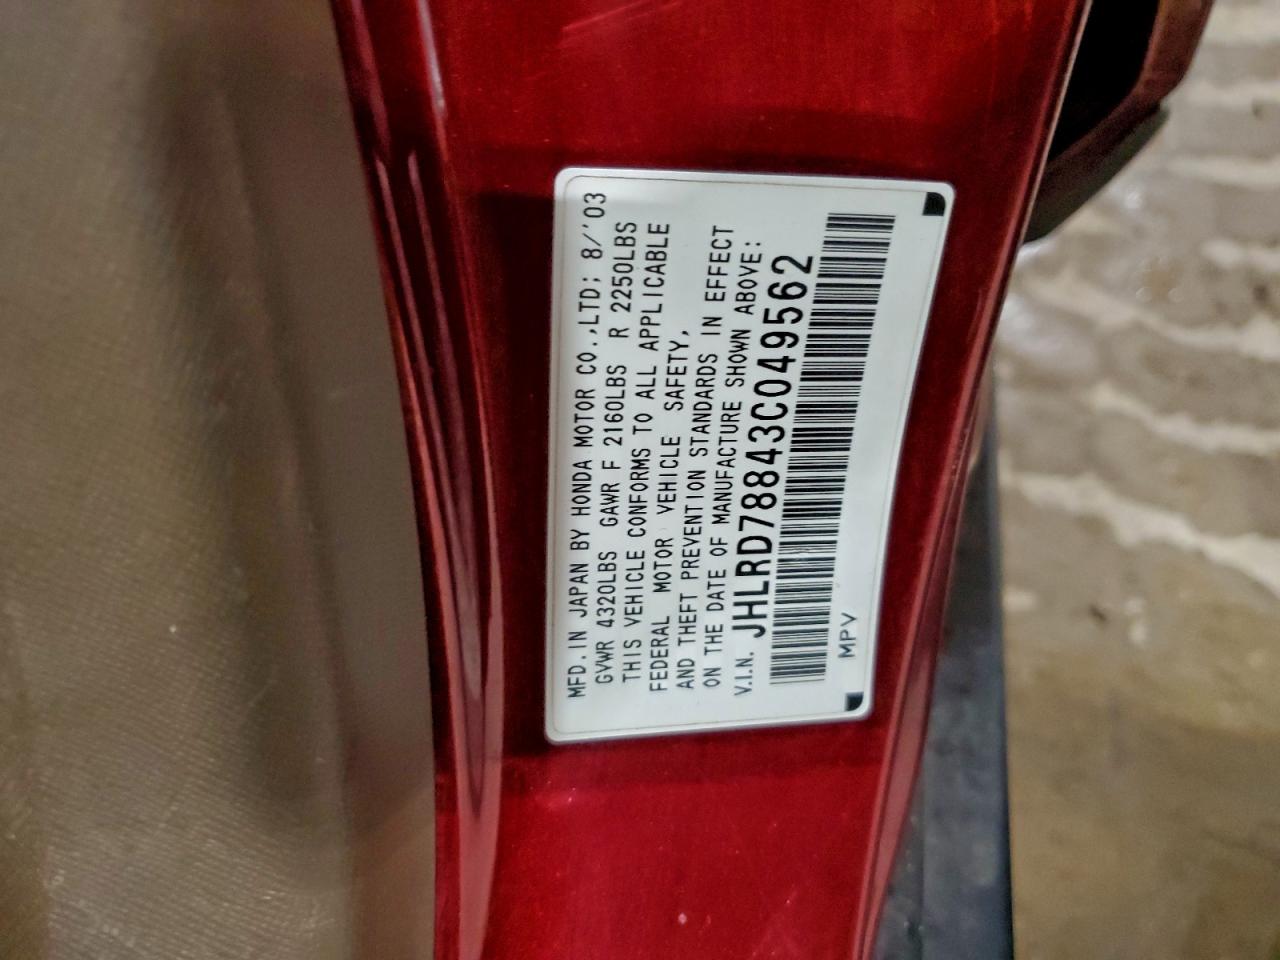 MFD. IN JAPAN BY HONDA MOTOR CO.,LTD; 8/'03
GVWR 4320LBS GAWR F 2160LBS R 2250LBS
THIS VEHICLE CONFORMS TO ALL APPLICABLE
FEDERAL MOTOR VEHICLE SAFETY,
AND THEFT PREVENTION STANDARDS IN EFFECT
ON THE DATE OF MANUFACTURE SHOWN ABOVE:
V.I.N. JHLRD78843C049562
MPV